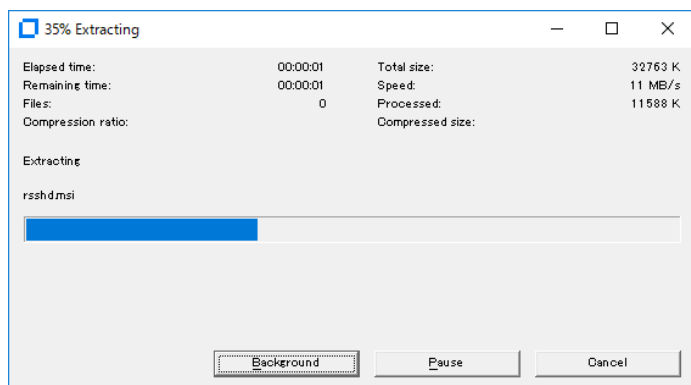 35% Extracting
Elapsed time: 00:00:01 Total size: 32763 K
Remaining time: 00:00:01 Speed: 11 MB/s
Files: 0 Processed: 11588 K
Compression ratio: Compressed size:
Extracting
rsshd.msi
Background Pause Cancel